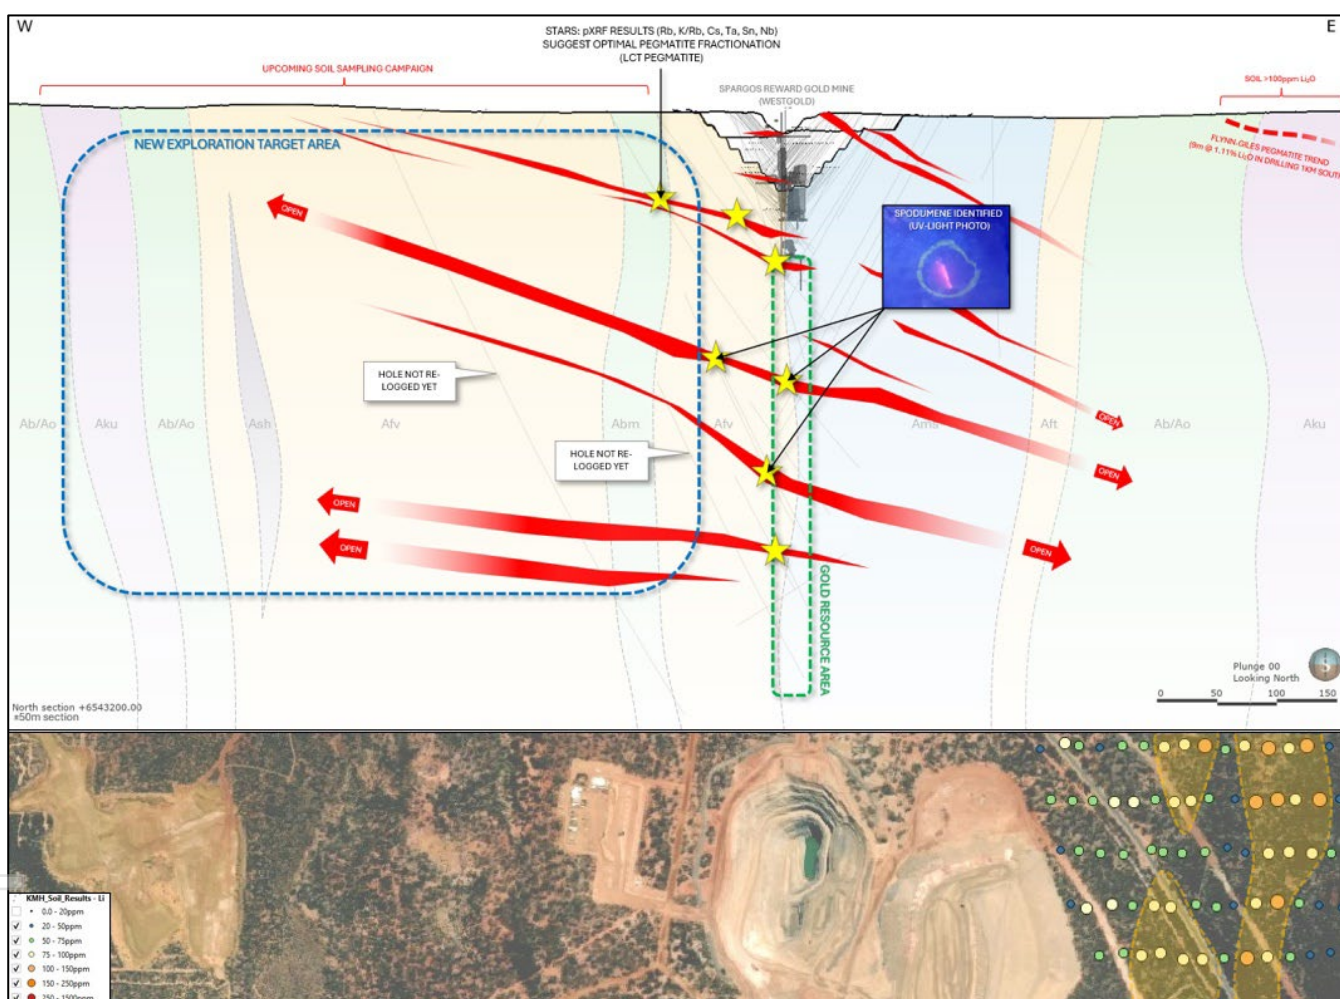 W
E
STARS: pXRF RESULTS (Rb, K/Rb, Cs, Ta, Sn, Nb)
SUGGEST OPTIMAL PEGMATITE FRACTIONATION
(LCT PEGMATITE)
UPCOMING SOIL SAMPLING CAMPAIGN
SOIL >100ppm Li₂O
SPARGOS REWARD GOLD MINE
(WESTGOLD)
NEW EXPLORATION TARGET AREA
FLYNN-GILES PEGMATITE TREND
(9m @ 1.11% Li₂O IN DRILLING 1KM SOUTH
OPEN
SPODUMENE IDENTIFIED
(UV-LIGHT PHOTO)
HOLE NOT RE-
LOGGED YET
OPEN
Ab/Ao
Aku
Ab/Ao
Ash
Afv
Abm
Afv
Ams
Aft
Ab/Ao
Aku
HOLE NOT RE-
LOGGED YET
OPEN
OPEN
OPEN
OPEN
GOLD RESOURCE AREA
Plunge 00
Looking North
0 50 100 150
North section +6543200.00
±50m section
KMH_Soil_Results - Li
0.0 - 20ppm
20 - 50ppm
50 - 75ppm
75 - 100ppm
100 - 150ppm
150 - 250ppm
250 - 1500ppm